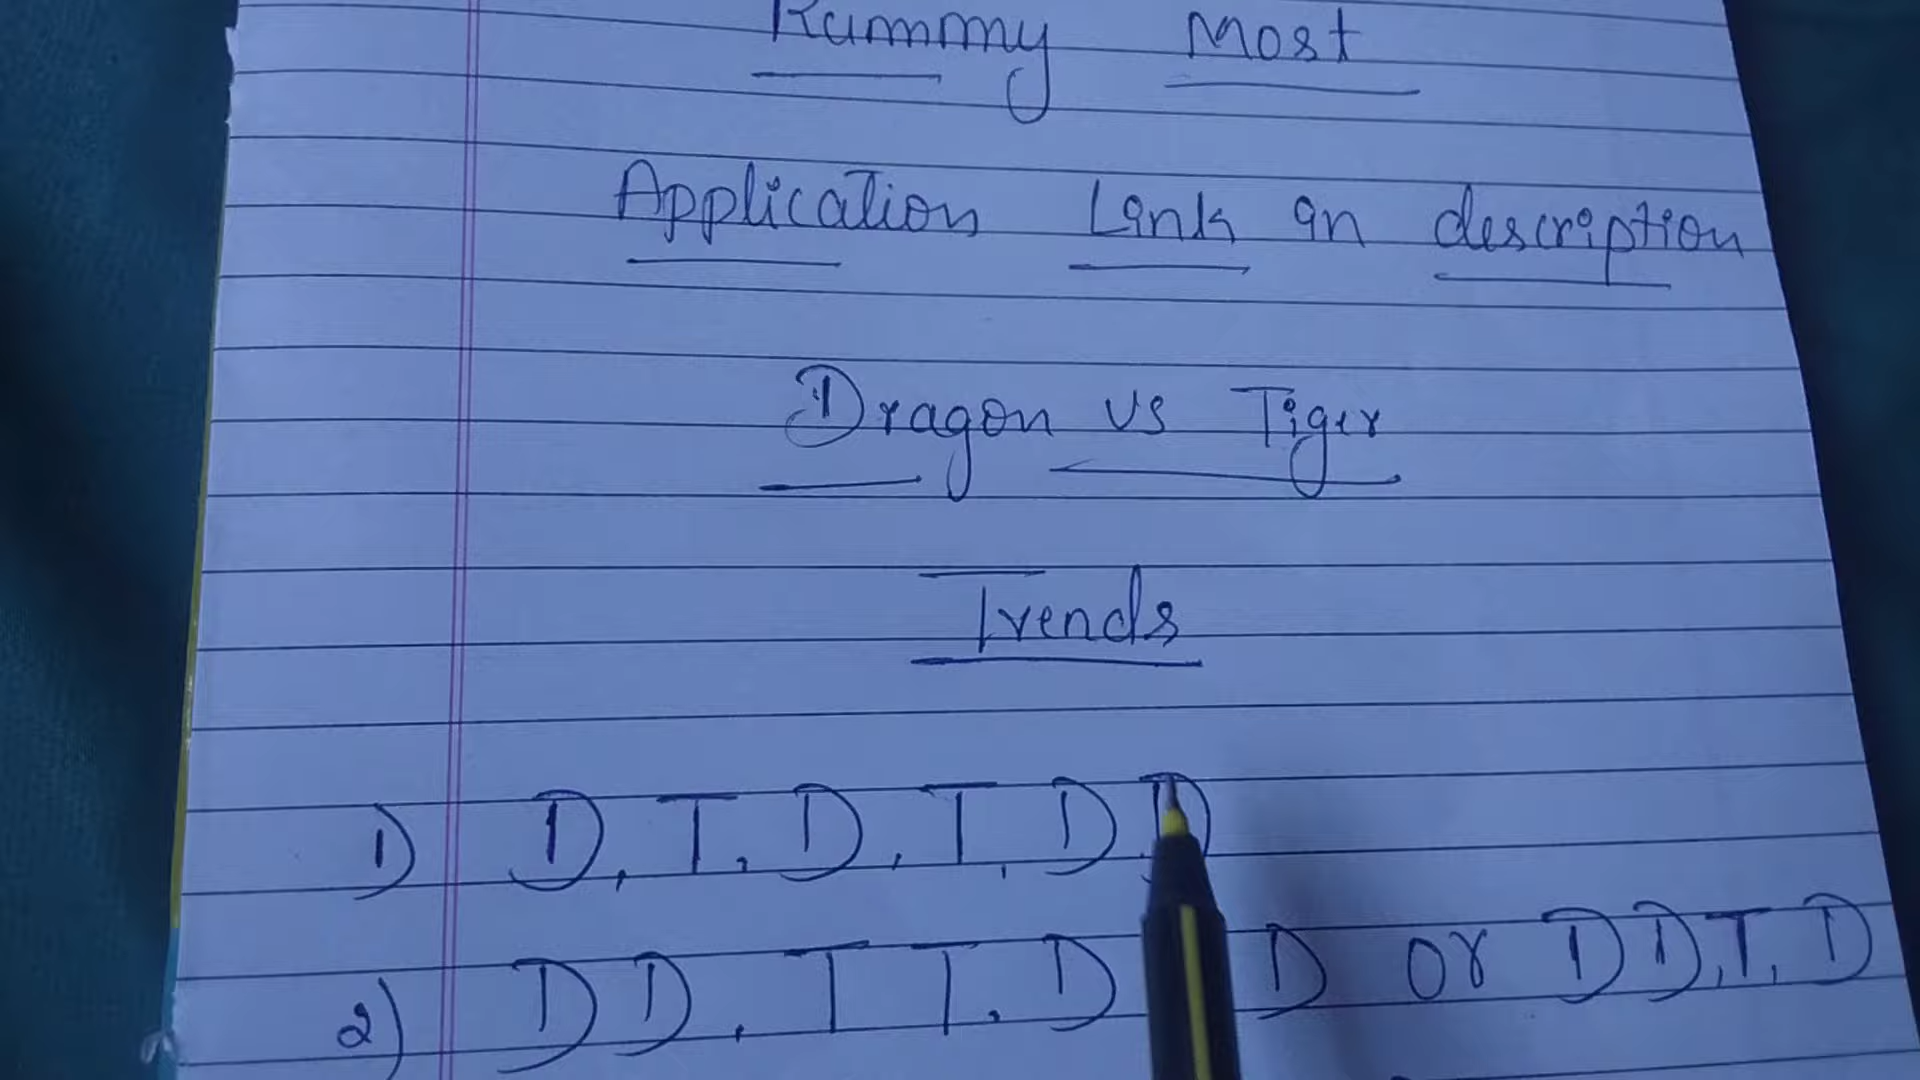 Rummy Most
Application Link in description
Dragon vs Tiger
Trends
1) D, T, D, T, D, D
2) D D, T T, D D or D D, T, D